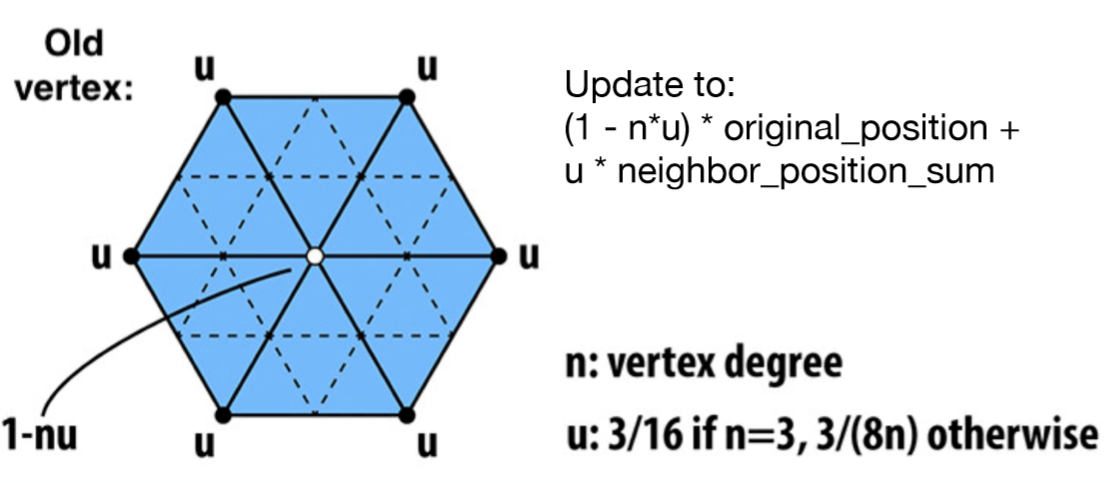 Old
vertex:
u
u
Update to:
(1 - n*u) * original_position +
u * neighbor_position_sum
u
u
n: vertex degree
1-nu
u
u
u: 3/16 if n=3, 3/(8n) otherwise